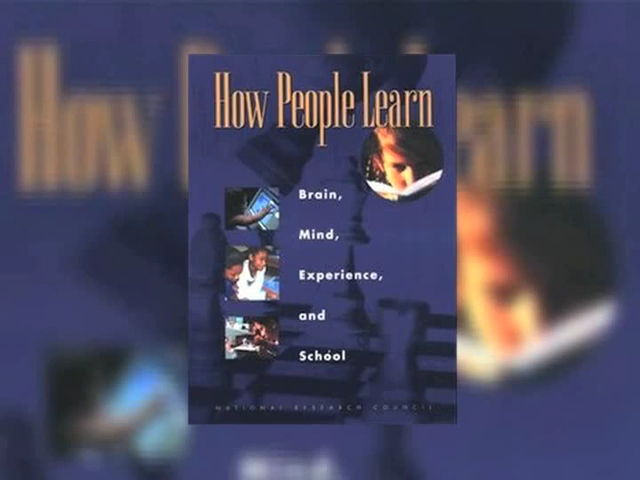 How People Learn
Brain,
Mind,
Experience,
and
School
NATIONAL RESEARCH COUNCIL